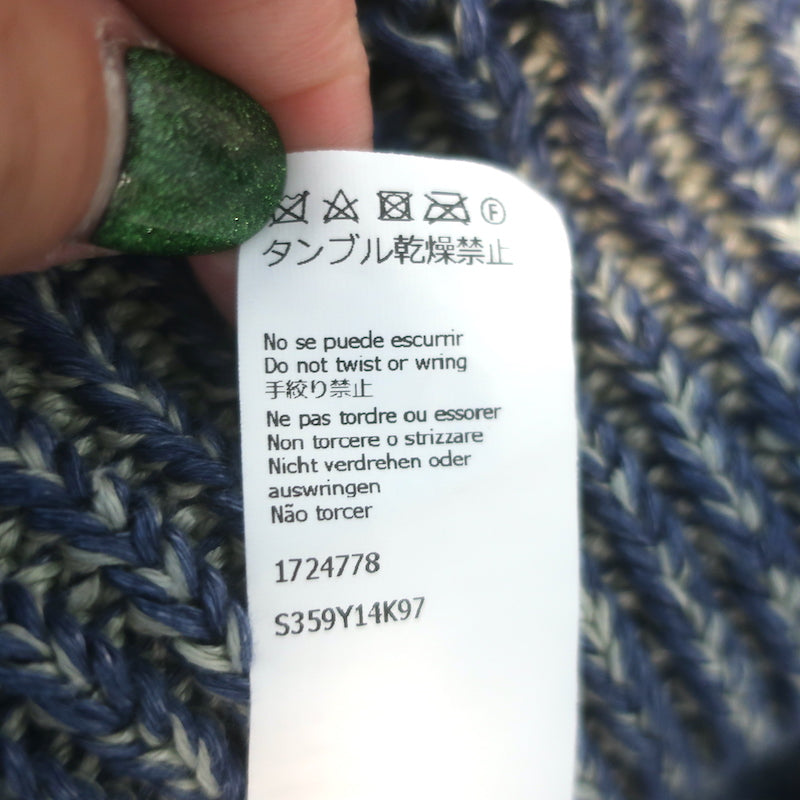 F
タンブル乾燥禁止
No se puede escurrir
Do not twist or wring
手絞り禁止
Ne pas tordre ou essorer
Non torcere o strizzare
Nicht verdrehen oder
auswringen
Não torcer
1724778
S359Y14K97